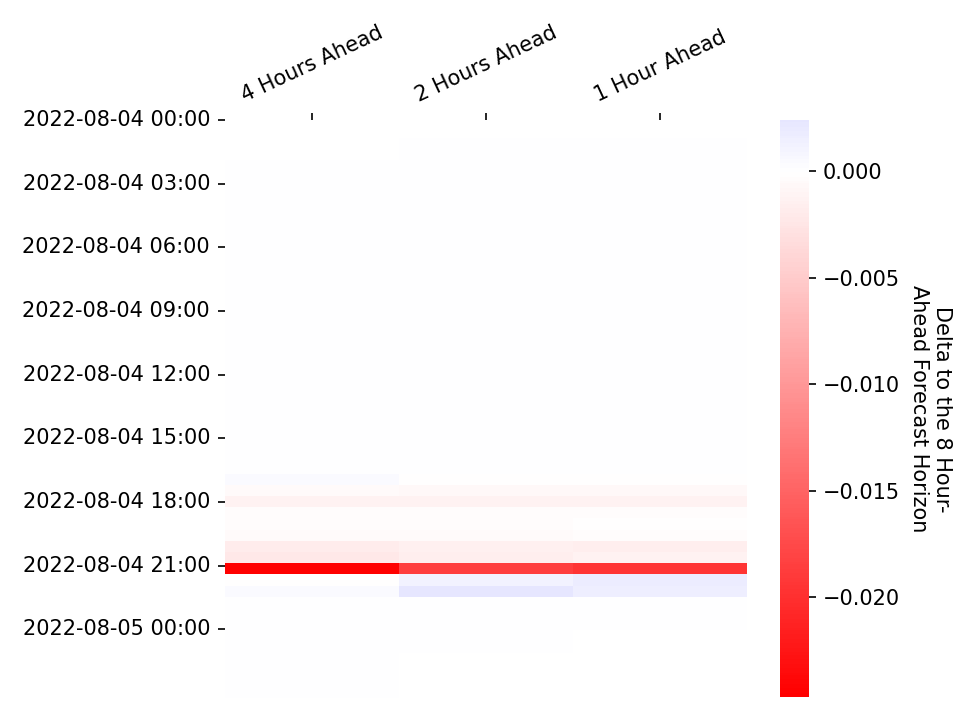 4 Hours Ahead
2 Hours Ahead
1 Hour Ahead
2022-08-04 00:00
2022-08-04 03:00
2022-08-04 06:00
2022-08-04 09:00
2022-08-04 12:00
2022-08-04 15:00
2022-08-04 18:00
2022-08-04 21:00
2022-08-05 00:00
0.000
−0.005
−0.010
−0.015
−0.020
Delta to the 8 Hour-
Ahead Forecast Horizon